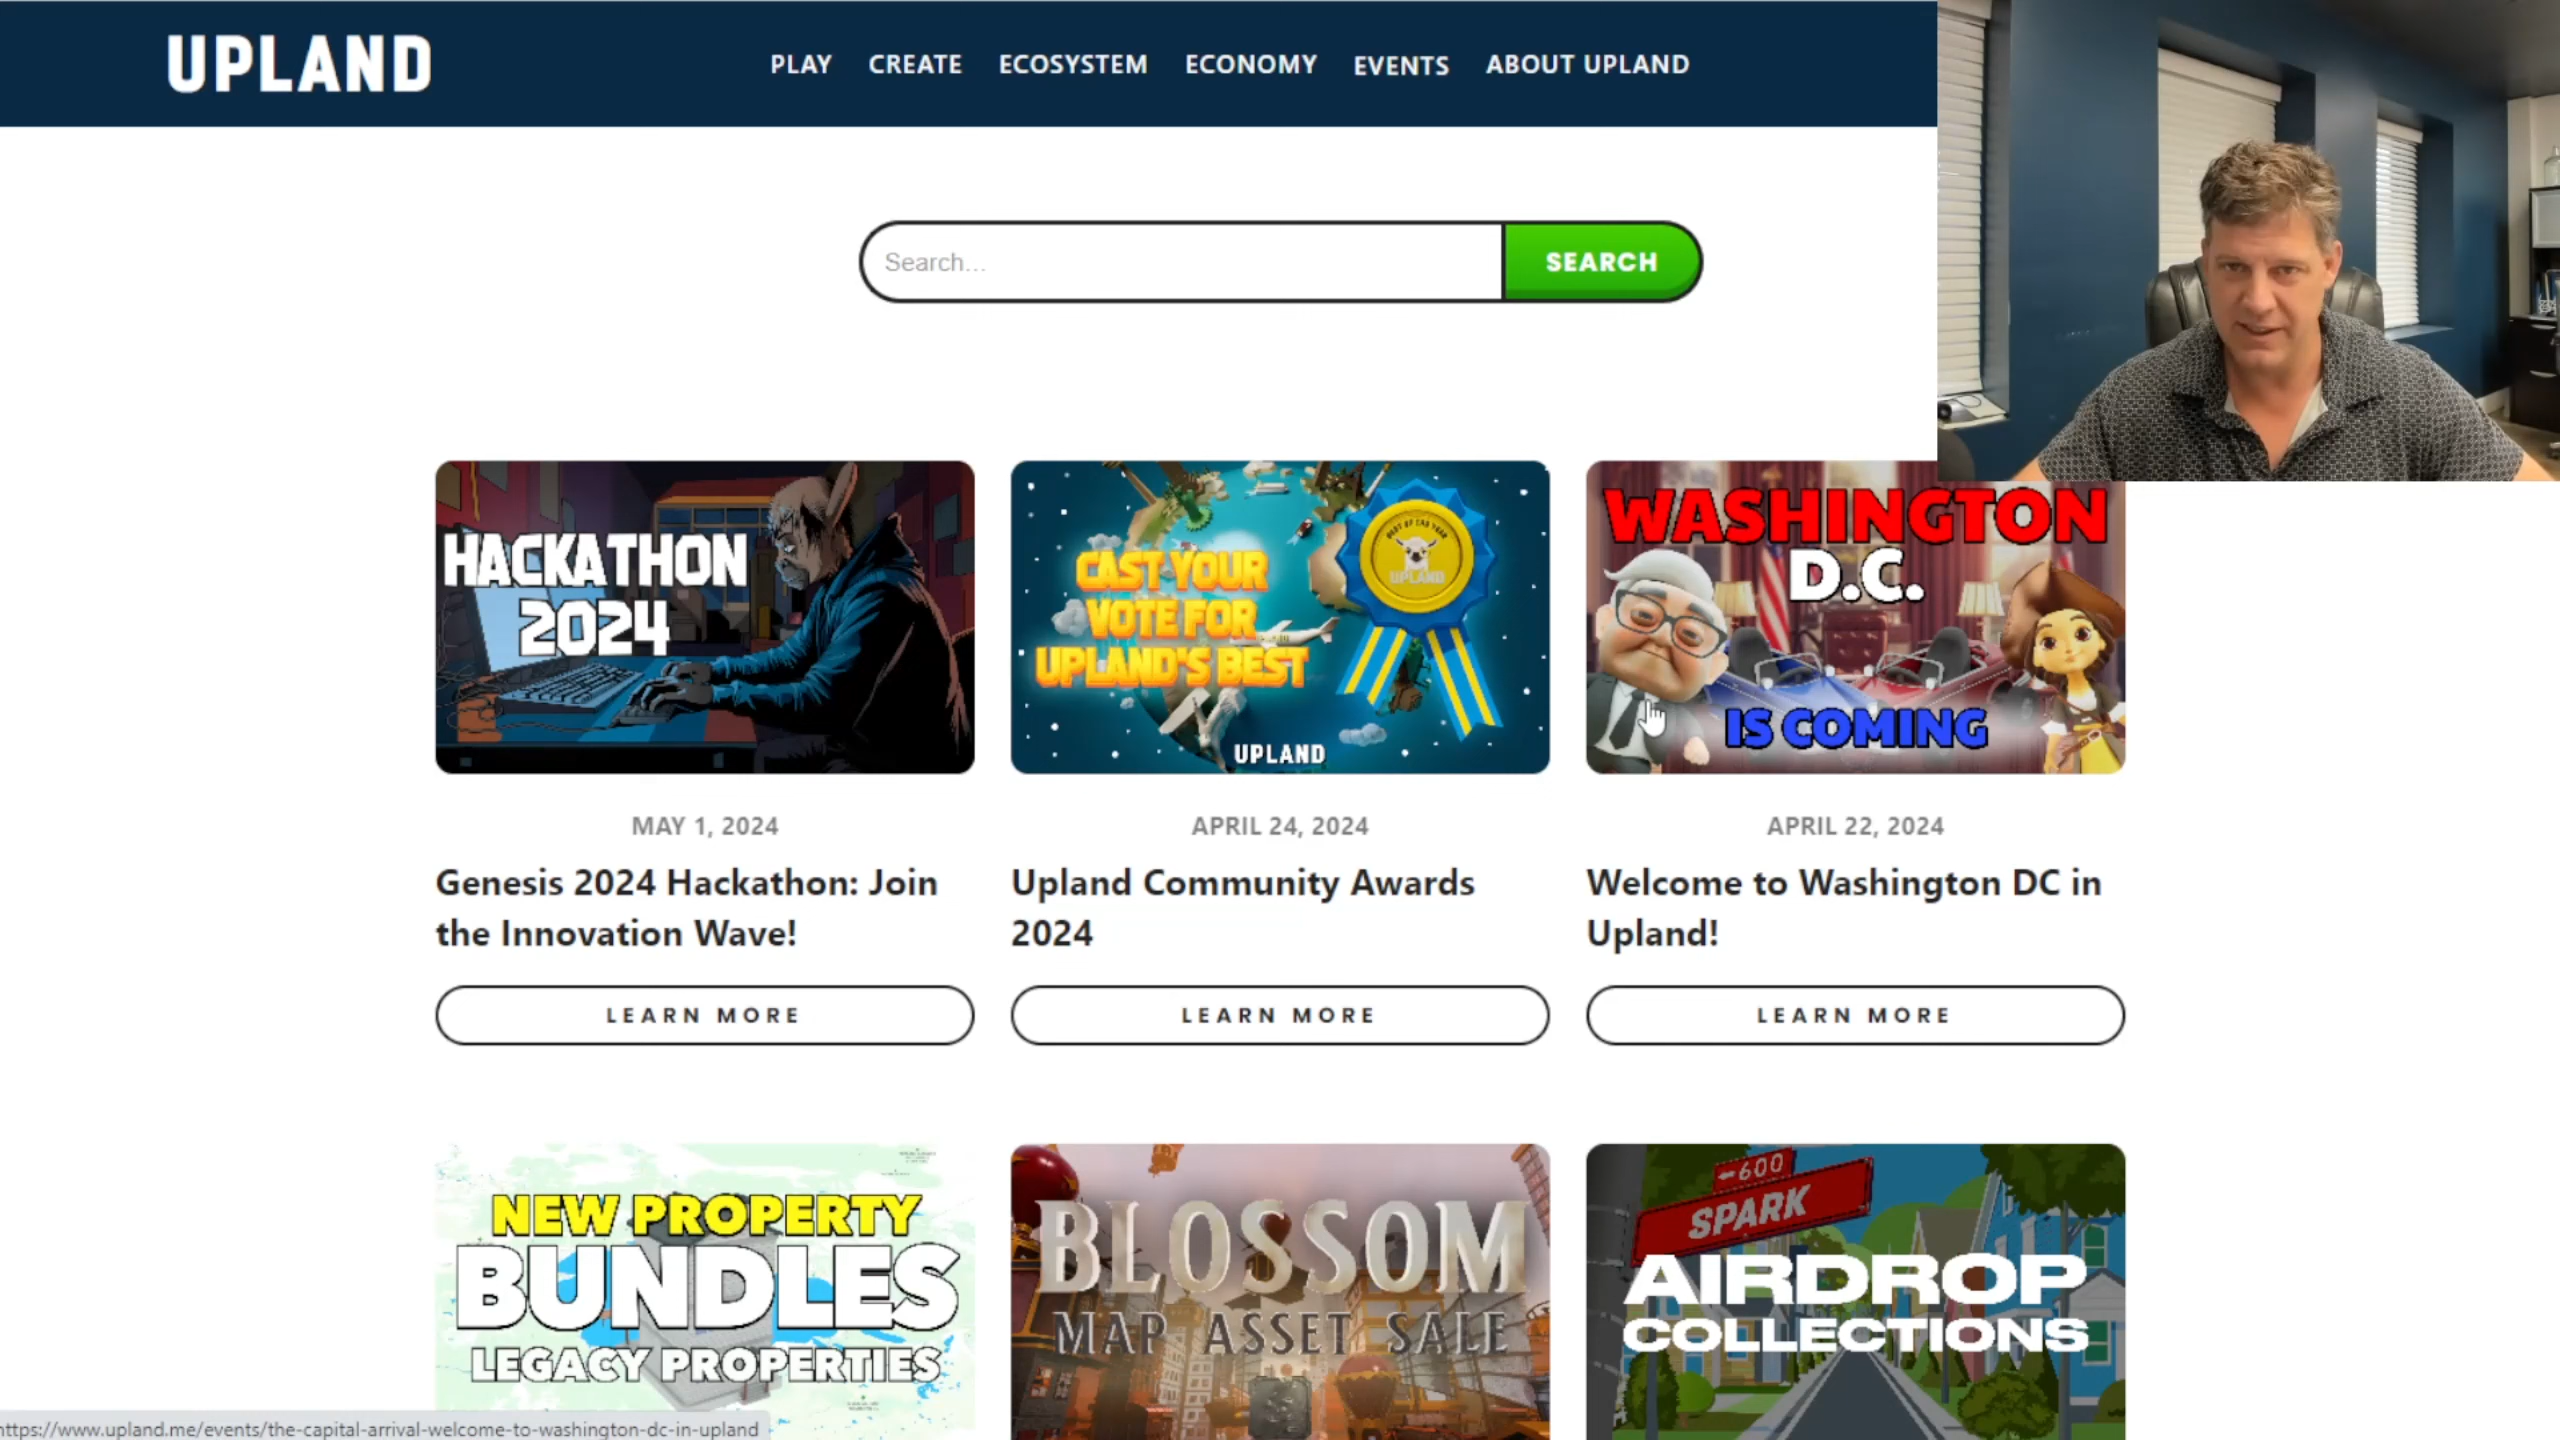 UPLAND
PLAY CREATE ECOSYSTEM ECONOMY EVENTS ABOUT UPLAND
Search...
SEARCH
HACKATHON
2024
CAST YOUR
VOTE FOR
UPLAND'S BEST
UPLAND
UPLAND
WASHINGTON
D.C.
IS COMING
MAY 1, 2024
Genesis 2024 Hackathon: Join
the Innovation Wave!
LEARN MORE
APRIL 24, 2024
Upland Community Awards
2024
LEARN MORE
APRIL 22, 2024
Welcome to Washington DC in
Upland!
LEARN MORE
NEW PROPERTY
BUNDLES
LEGACY PROPERTIES
BLOSSOM
MAP ASSET SALE
←600
SPARK
AIRDROP
COLLECTIONS
https://www.upland.me/events/the-capital-arrival-welcome-to-washington-dc-in-upland